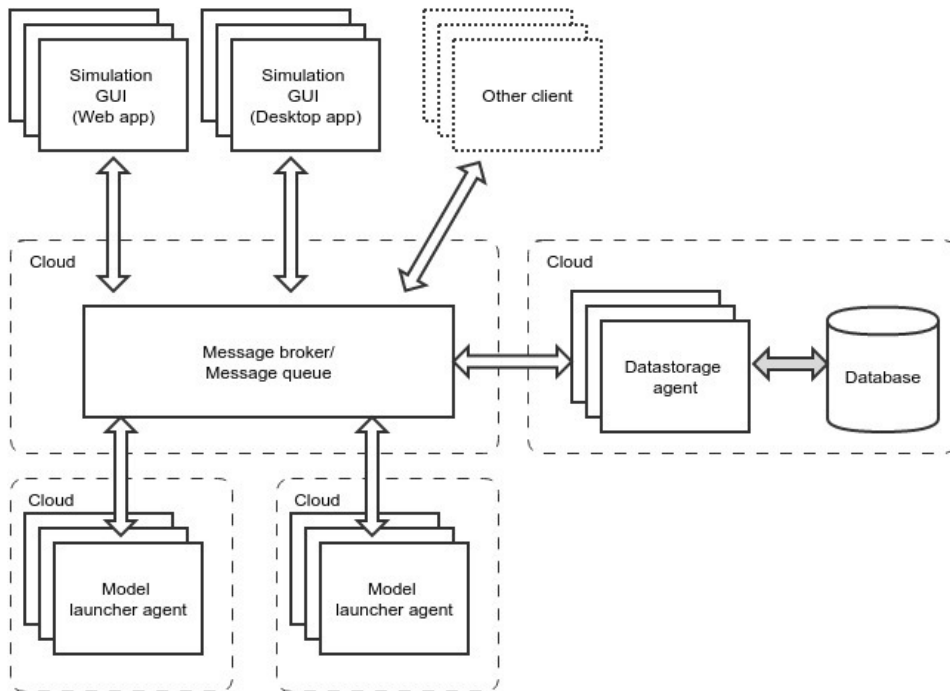 Simulation
GUI
(Web app)
Simulation
GUI
(Desktop app)
Other client
Cloud
Message broker/
Message queue
Cloud
Datastorage
agent
Database
Cloud
Model
launcher agent
Cloud
Model
launcher agent